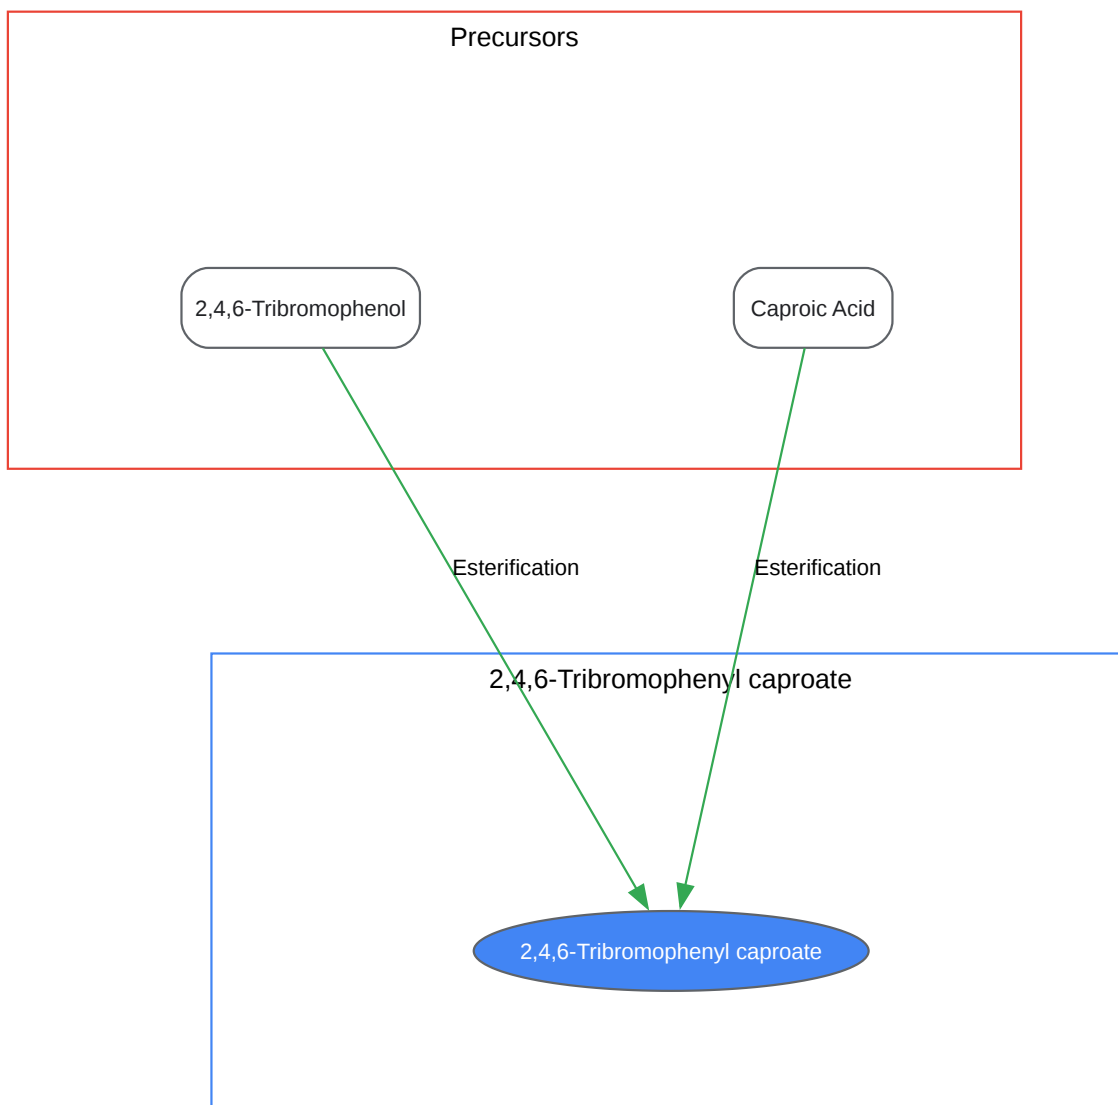 Precursors
2,4,6-Tribromophenol
Caproic Acid
Esterification
Esterification
2,4,6-Tribromophenyl caproate
2,4,6-Tribromophenyl caproate